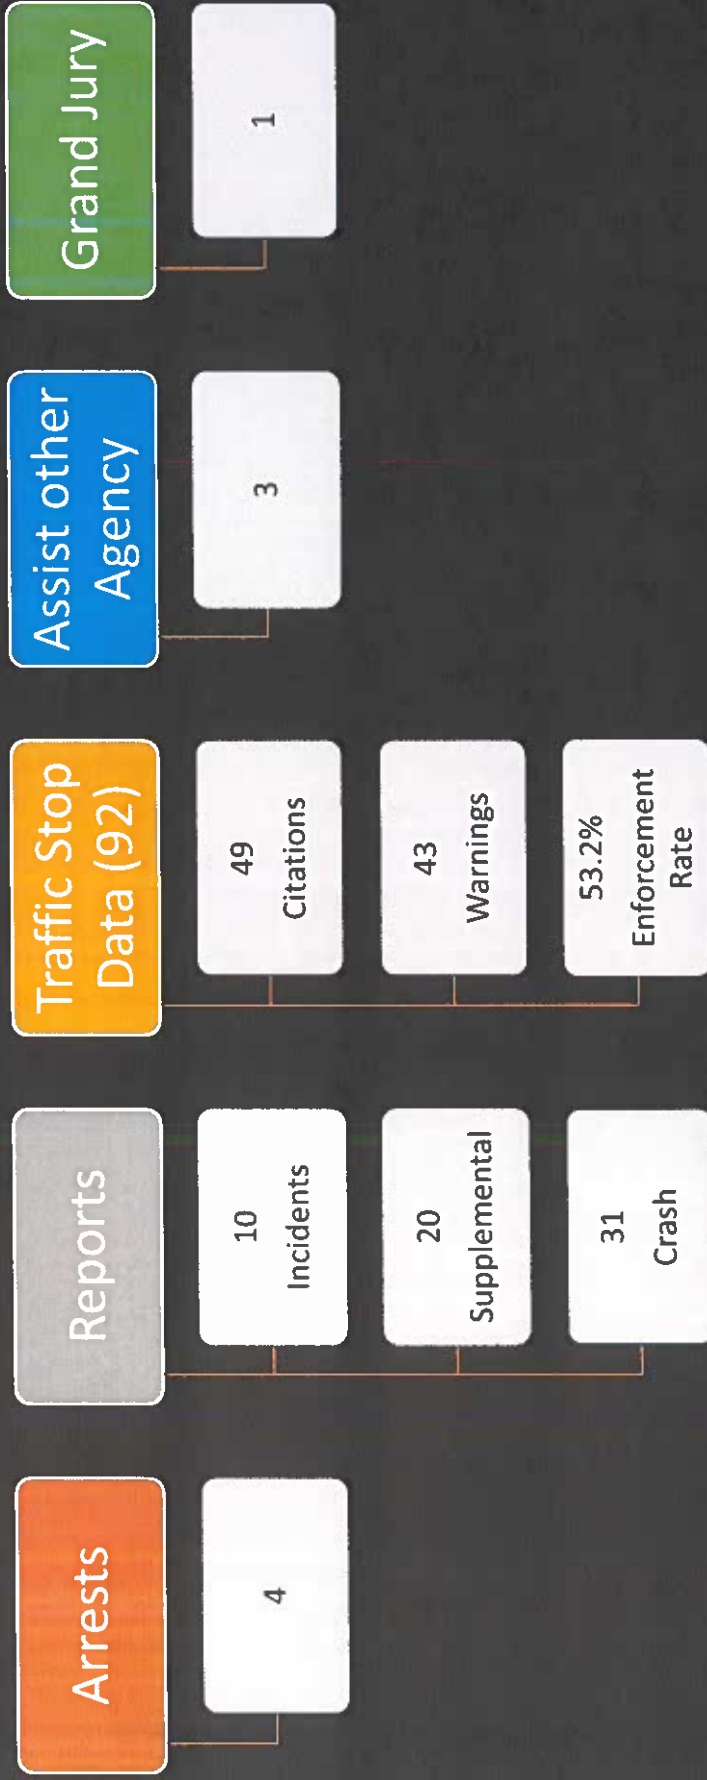 Arrests
4
Reports
10
Incidents
20
Supplemental
31
Crash
Traffic Stop
Data (92)
49
Citations
43
Warnings
53.2%
Enforcement
Rate
Assist other
Agency
3
Grand Jury
1